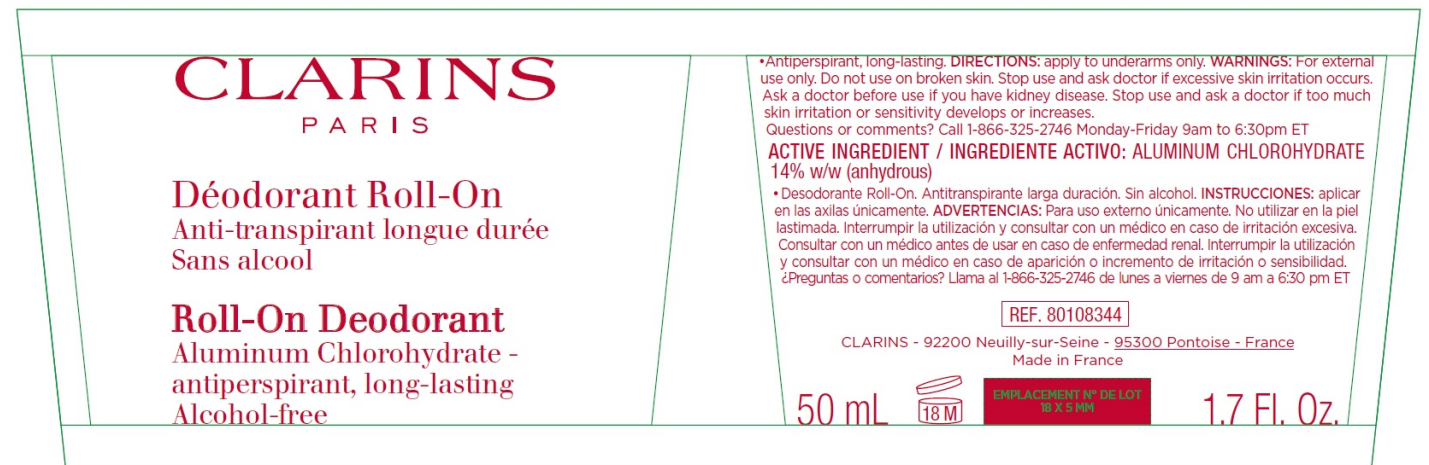 CLARINS
PARIS
Déodorant Roll-On
Anti-transpirant longue durée
Sans alcool
Roll-On Deodorant
Aluminum Chlorohydrate -
antiperspirant, long-lasting
Alcohol-free
•Antiperspirant, long-lasting. DIRECTIONS: apply to underarms only. WARNINGS: For external
use only. Do not use on broken skin. Stop use and ask doctor if excessive skin irritation occurs.
Ask a doctor before use if you have kidney disease. Stop use and ask a doctor if too much
skin irritation or sensitivity develops or increases.
Questions or comments? Call 1-866-325-2746 Monday-Friday 9am to 6:30pm ET
ACTIVE INGREDIENT / INGREDIENTE ACTIVO: ALUMINUM CHLOROHYDRATE
14% w/w (anhydrous)
• Desodorante Roll-On. Antitranspirante larga duración. Sin alcohol. INSTRUCCIONES: aplicar
en las axilas únicamente. ADVERTENCIAS: Para uso externo únicamente. No utilizar en la piel
lastimada. Interrumpir la utilización y consultar con un médico en caso de irritación excesiva.
Consultar con un médico antes de usar en caso de enfermedad renal. Interrumpir la utilización
y consultar con un médico en caso de aparición o incremento de irritación o sensibilidad.
¿Preguntas o comentarios? Llama al 1-866-325-2746 de lunes a viernes de 9 am a 6:30 pm ET
REF. 80108344
CLARINS - 92200 Neuilly-sur-Seine - 95300 Pontoise - France
Made in France
50 mL
18 M
EMPLACEMENT N° DE LOT
18 X 5 MM
1.7 Fl. Oz.